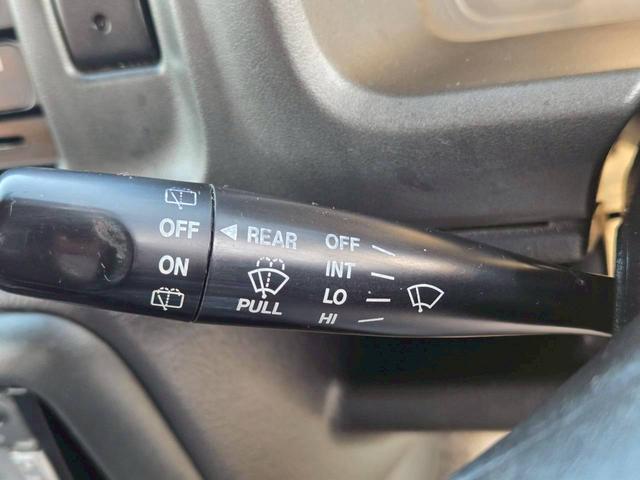 OFF
ON
REAR
PULL
OFF
INT
LO
HI